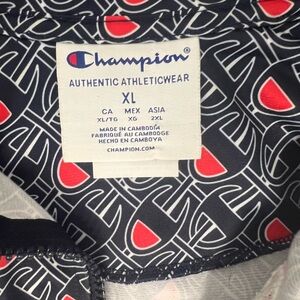 Champion®
AUTHENTIC ATHLETICWEAR
XL
CA MEX ASIA
XL/TG XG 2XL
MADE IN CAMBODIA
FABRIQUÉ AU CAMBODGE
HECHO EN CAMBOYA
CHAMPION.COM